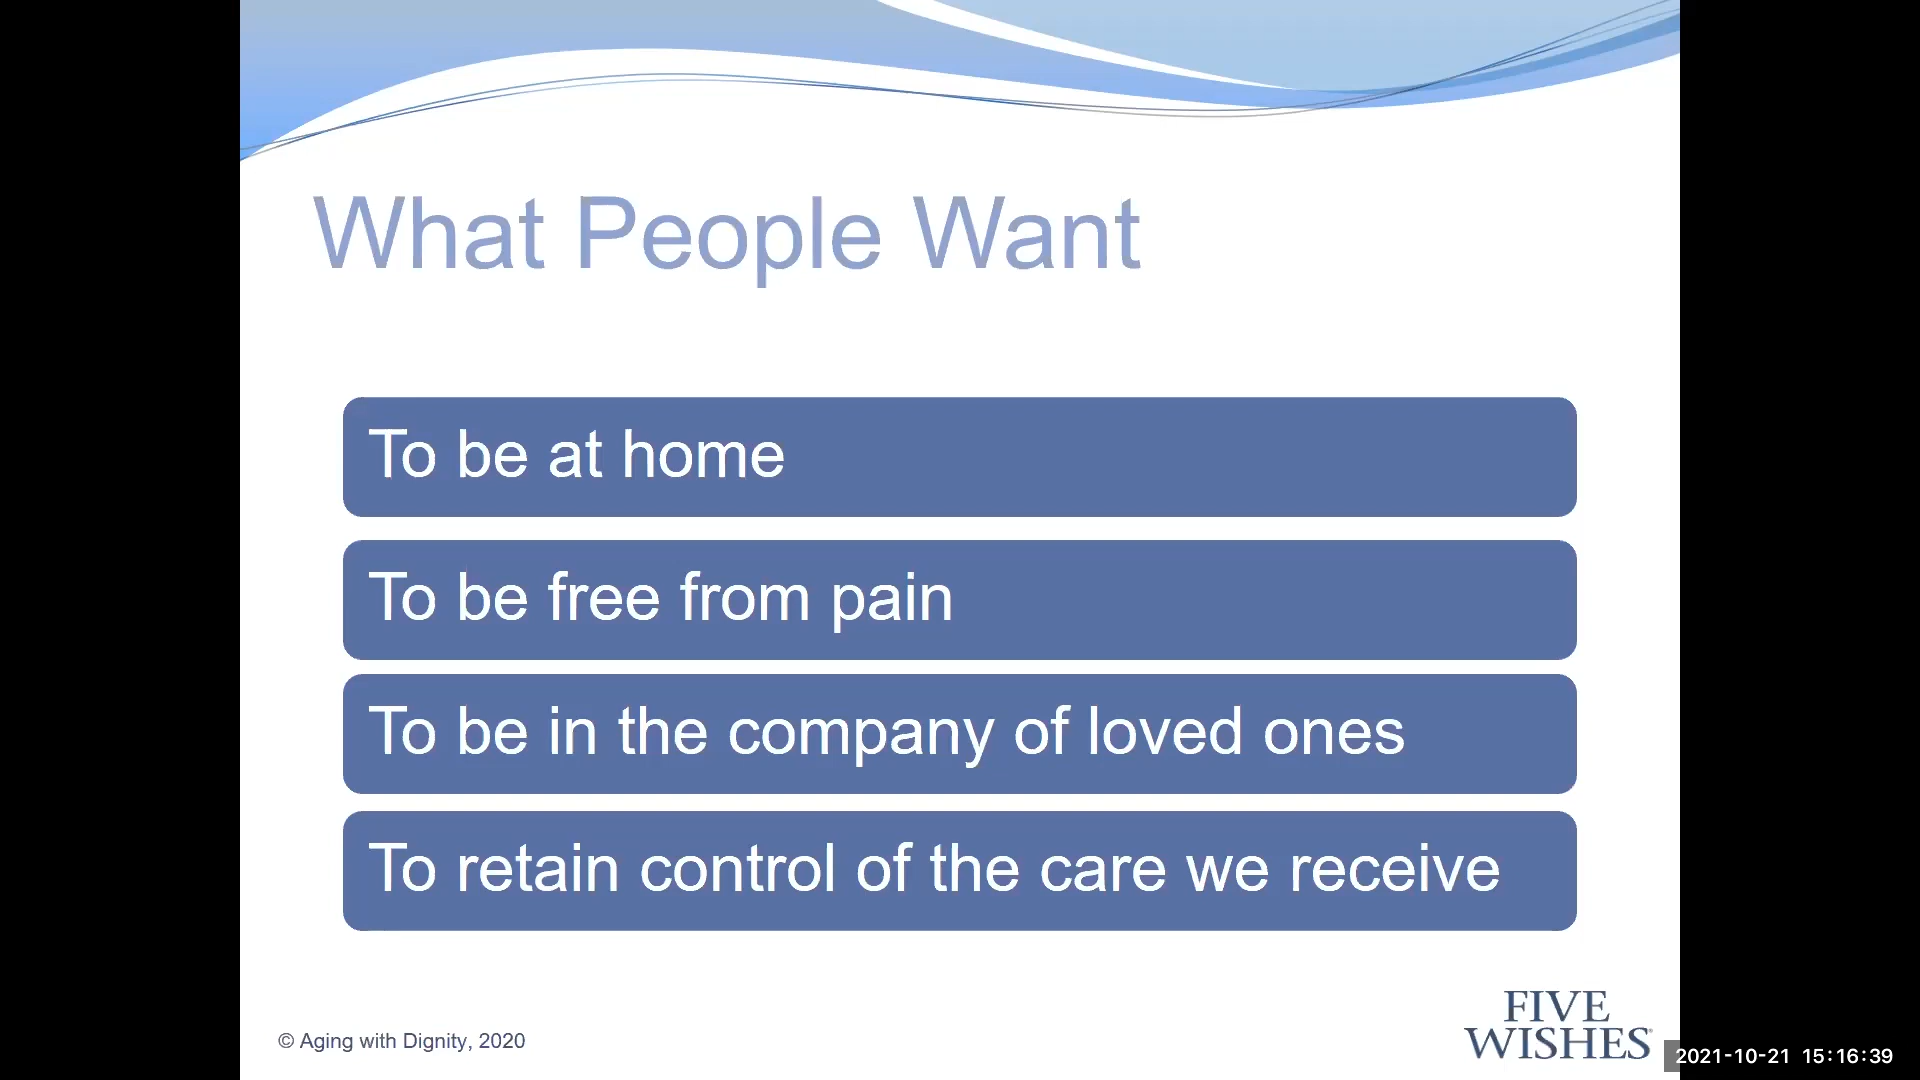 What People Want
To be at home
To be free from pain
To be in the company of loved ones
To retain control of the care we receive
© Aging with Dignity, 2020
FIVE
WISHES®
2021-10-21 15:16:39